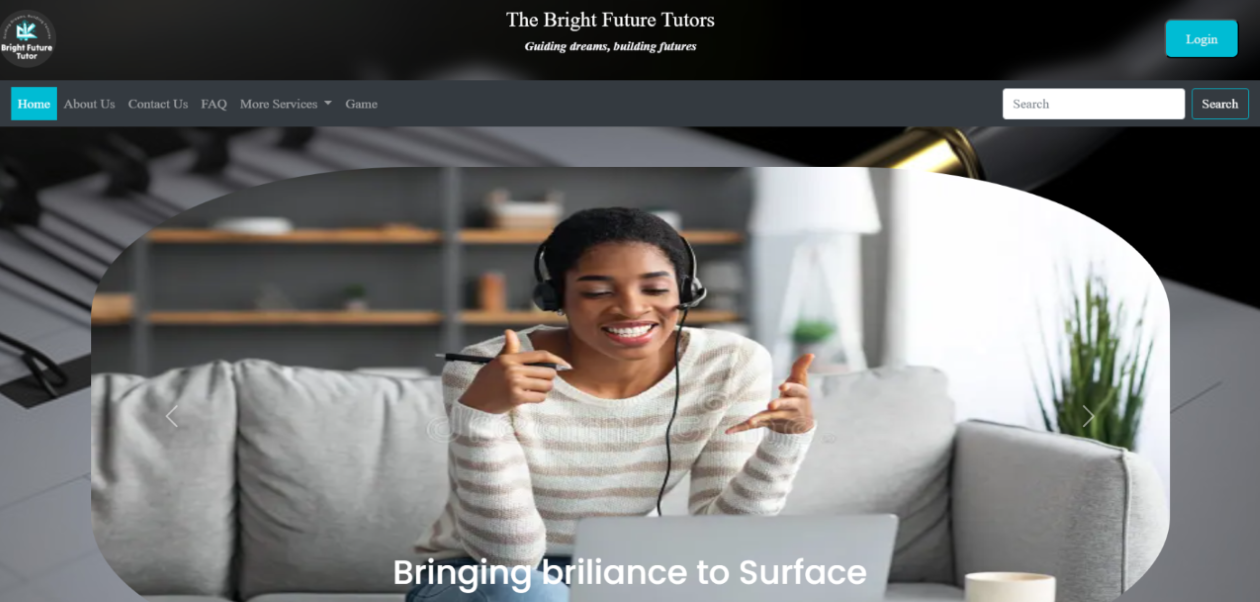 The Bright Future Tutors
Guiding dreams, building futures
Bright Future
Tutor
Login
Home About Us Contact Us FAQ More Services Game
Search Search
Bringing briliance to Surface